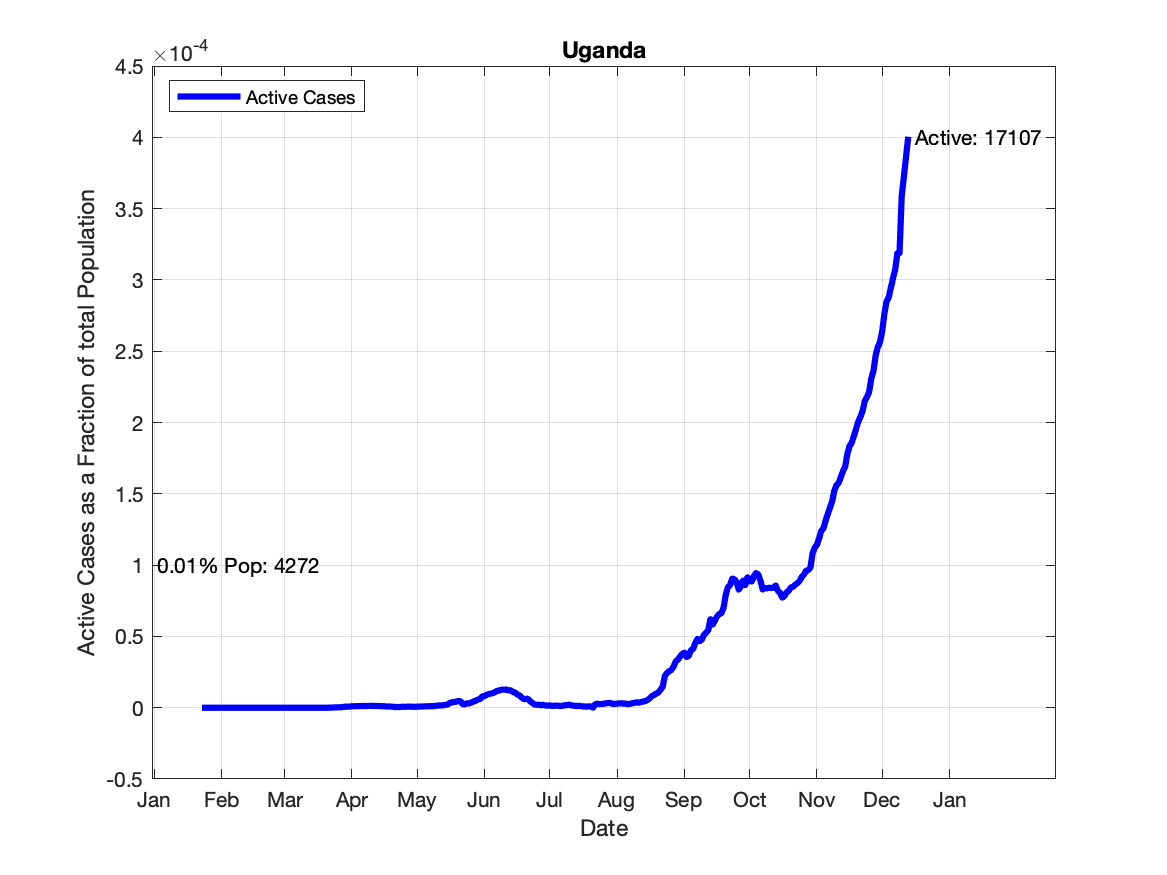 Uganda
×10-4
4.5
4
3.5
3
2.5
2
1.5
1
0.5
0
-0.5
Active Cases
Active: 17107
0.01% Pop: 4272
Active Cases as a Fraction of total Population
Jan Feb Mar Apr May Jun Jul Aug Sep Oct Nov Dec Jan
Date